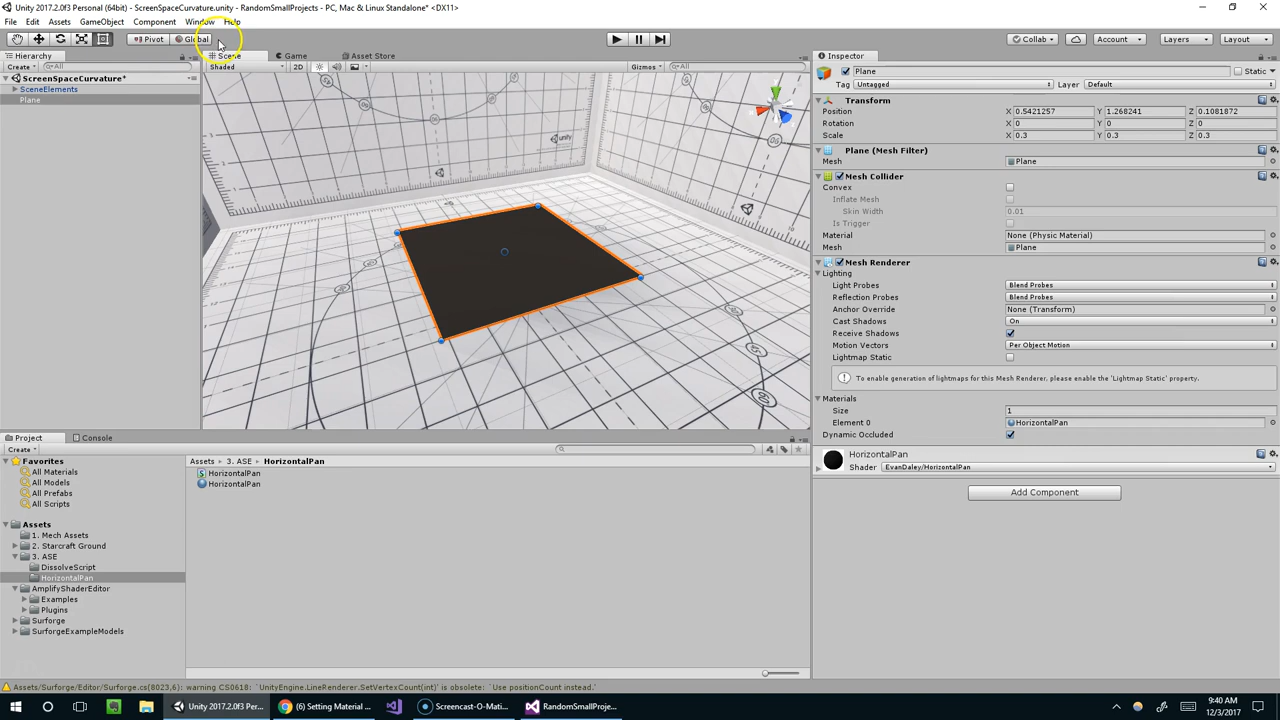 Unity 2017.2.0f3 Personal (64bit) - ScreenSpaceCurvature.unity - RandomSmallProjects - PC, Mac & Linux Standalone* <DX11>
File Edit Assets GameObject Component Window Help
Pivot Global Collab Account Layers Layout
Hierarchy Scene Game Asset Store Inspector
Create All Shaded 2D Gizmos All
ScreenSpaceCurvature*
SceneElements
Plane
Plane Static
Tag Untagged Layer Default
Transform
Position X 0.5421257 Y 1.268241 Z 0.1081872
Rotation X 0 Y 0 Z 0
Scale X 0.3 Y 0.3 Z 0.3
Plane (Mesh Filter)
Mesh Plane
Mesh Collider
Convex
Inflate Mesh
Skin Width 0.01
Is Trigger
Material None (Physic Material)
Mesh Plane
Mesh Renderer
Lighting
Light Probes Blend Probes
Reflection Probes Blend Probes
Anchor Override None (Transform)
Cast Shadows On
Receive Shadows
Motion Vectors Per Object Motion
Lightmap Static
To enable generation of lightmaps for this Mesh Renderer, please enable the 'Lightmap Static' property.
Materials
Size 1
Element 0 HorizontalPan
Dynamic Occluded
HorizontalPan
Shader EvanDaley/HorizontalPan
Add Component
unity
Project Console
Create
Favorites
All Materials
All Models
All Prefabs
All Scripts
Assets
1. Mech Assets
2. Starcraft Ground
3. ASE
DissolveScript
HorizontalPan
AmplifyShaderEditor
Examples
Plugins
Surforge
SurforgeExampleModels
Assets 3. ASE HorizontalPan
HorizontalPan
HorizontalPan
Assets/Surforge/Editor/Surforge.cs(8023,6): warning CS0618: `UnityEngine.LineRenderer.SetVertexCount(int)' is obsolete: `Use positionCount instead.'
Unity 2017.2.0f3 Per... (6) Setting Material ... Screencast-O-Mati... RandomSmallProje...
9:40 AM
12/3/2017